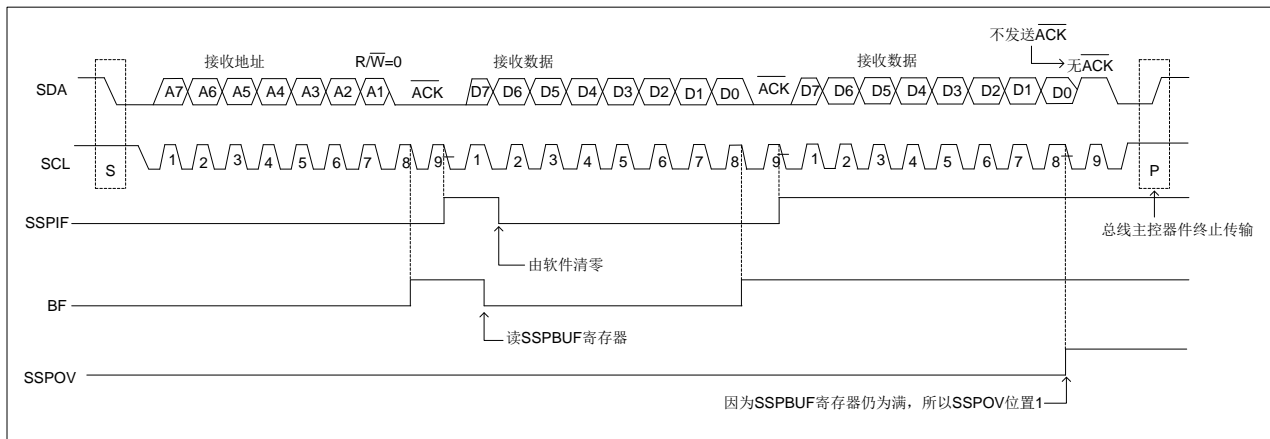 不发送ACK
接收地址 R/W=0 接收数据 接收数据 无ACK
SDA A7 A6 A5 A4 A3 A2 A1 ACK D7 D6 D5 D4 D3 D2 D1 D0 ACK D7 D6 D5 D4 D3 D2 D1 D0
SCL S 1 2 3 4 5 6 7 8 9 1 2 3 4 5 6 7 8 9 1 2 3 4 5 6 7 8 9 P
SSPIF
总线主控器件终止传输
由软件清零
BF
读SSPBUF寄存器
SSPOV
因为SSPBUF寄存器仍为满，所以SSPOV位置1